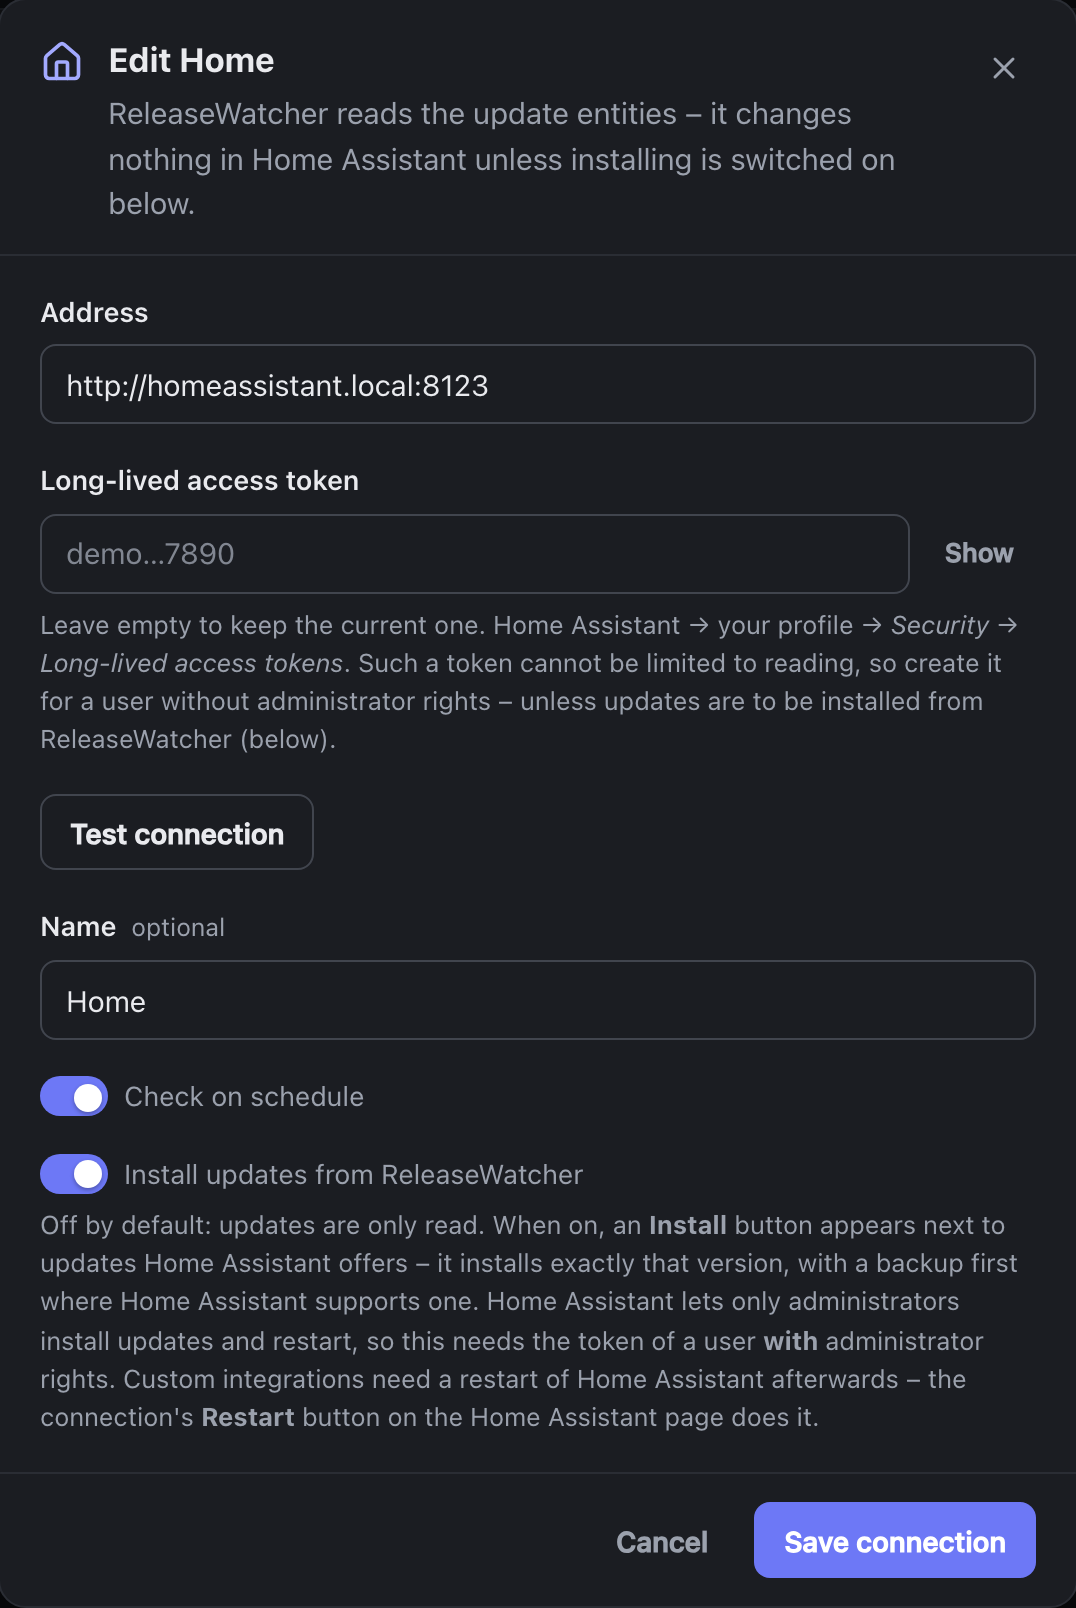 Edit Home
ReleaseWatcher reads the update entities – it changes
nothing in Home Assistant unless installing is switched on
below.
Address
http://homeassistant.local:8123
Long-lived access token
demo...7890
Show
Leave empty to keep the current one. Home Assistant → your profile → Security →
Long-lived access tokens. Such a token cannot be limited to reading, so create it
for a user without administrator rights – unless updates are to be installed from
ReleaseWatcher (below).
Test connection
Name optional
Home
Check on schedule
Install updates from ReleaseWatcher
Off by default: updates are only read. When on, an Install button appears next to
updates Home Assistant offers – it installs exactly that version, with a backup first
where Home Assistant supports one. Home Assistant lets only administrators
install updates and restart, so this needs the token of a user with administrator
rights. Custom integrations need a restart of Home Assistant afterwards – the
connection's Restart button on the Home Assistant page does it.
Cancel
Save connection